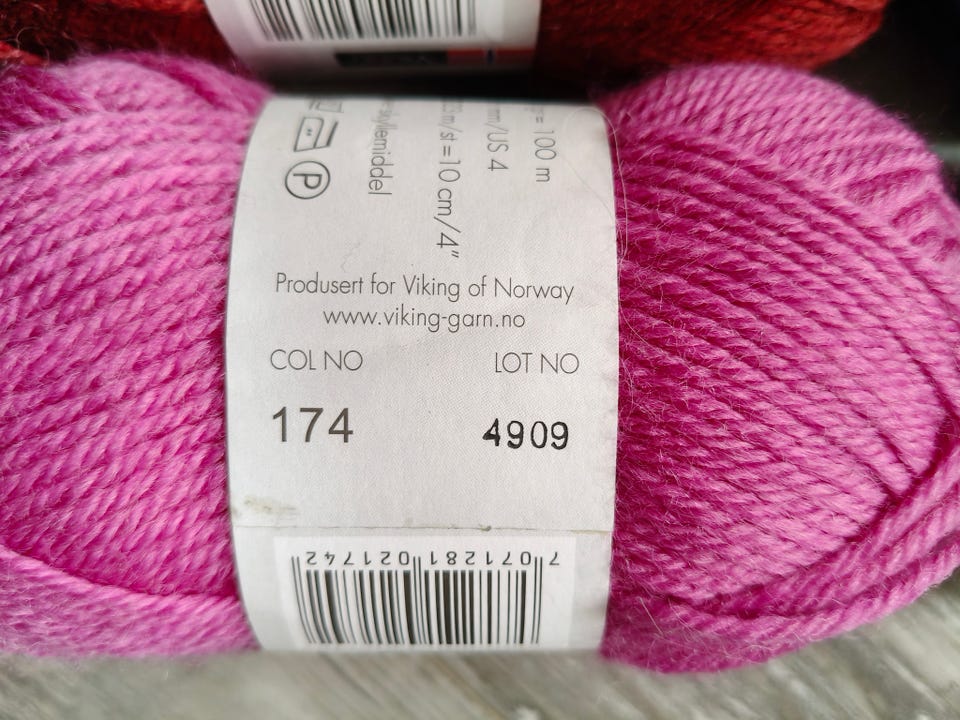 = 100 m
mm/US 4
m/st = 10 cm/4"
skyllemiddel
P
Produsert for Viking of Norway
www.viking-garn.no
COL NO LOT NO
174 4909
7 071281 021742